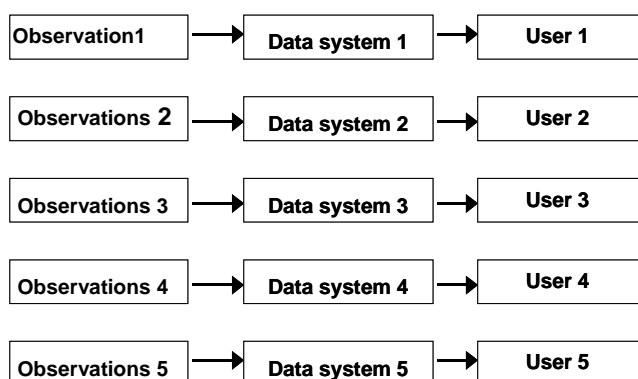 Observation1 Data system 1 User 1
Observations 2 Data system 2 User 2
Observations 3 Data system 3 User 3
Observations 4 Data system 4 User 4
Observations 5 Data system 5 User 5